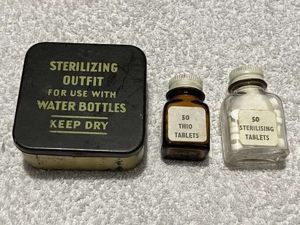 STERILIZING
OUTFIT
FOR USE WITH
WATER BOTTLES
KEEP DRY
50
THIO
TABLETS
50
STERILISING
TABLETS